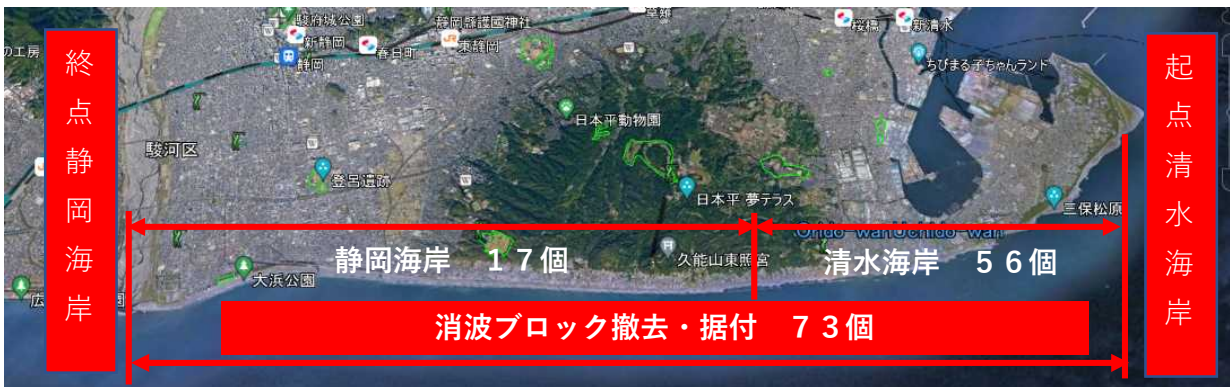 駿府城公園
静岡縣護國神社
草薙
桜橋
新清水
の工房
新静岡
春日町
東静岡
静岡
ちびまる子ちゃんランド
終点静岡海岸
起点清水海岸
日本平動物園
駿河区
登呂遺跡
日本平 夢テラス
三保松原
静岡海岸 17個
久能山東照宮
清水海岸 56個
大浜公園
消波ブロック撤去・据付 73個